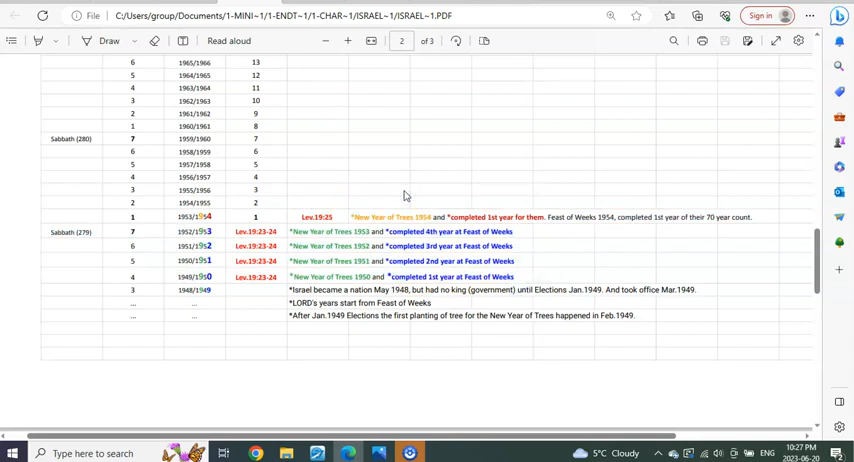 File
C:/Users/group/Documents/1-MINI~1/1-ENDT~1/1-CHAR~1/ISRAEL~1/ISRAEL~1.PDF
Sign in
Draw
Read aloud
2 of 3
6 1965/1966 13
5 1964/1965 12
4 1963/1964 11
3 1962/1963 10
2 1961/1962 9
1 1960/1961 8
Sabbath (280) 7 1959/1960 7
6 1958/1959 6
5 1957/1958 5
4 1956/1957 4
3 1955/1956 3
2 1954/1955 2
1 1953/1954 1 Lev.19:25 *New Year of Trees 1954 and *completed 1st year for them. Feast of Weeks 1954, completed 1st year of their 70 year count.
Sabbath (279) 7 1952/1953 Lev.19:23-24 *New Year of Trees 1953 and *completed 4th year at Feast of Weeks
6 1951/1952 Lev.19:23-24 *New Year of Trees 1952 and *completed 3rd year at Feast of Weeks
5 1950/1951 Lev.19:23-24 *New Year of Trees 1951 and *completed 2nd year at Feast of Weeks
4 1949/1950 Lev.19:23-24 *New Year of Trees 1950 and *completed 1st year at Feast of Weeks
3 1948/1949 *Israel became a nation May 1948, but had no king (government) until Elections Jan.1949. And took office Mar.1949.
... ... *LORD's years start from Feast of Weeks
... ... *After Jan.1949 Elections the first planting of tree for the New Year of Trees happened in Feb.1949.
Type here to search
5°C Cloudy
ENG
10:27 PM
2023-06-20